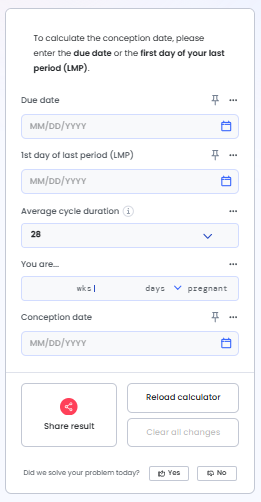 To calculate the conception date, please
enter the due date or the first day of your last
period (LMP).
Due date
MM/DD/YYYY
1st day of last period (LMP)
MM/DD/YYYY
Average cycle duration i
28
You are...
wks days pregnant
Conception date
MM/DD/YYYY
Share result
Reload calculator
Clear all changes
Did we solve your problem today? Yes No